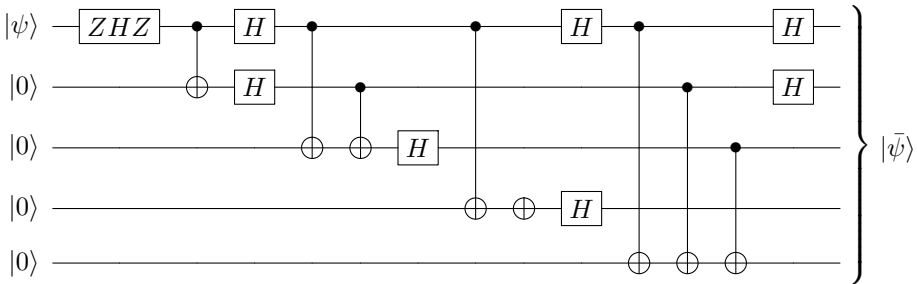 |ψ⟩ ZHZ H H H
|0⟩ H H
|0⟩ H |ψ̄⟩
|0⟩ H
|0⟩